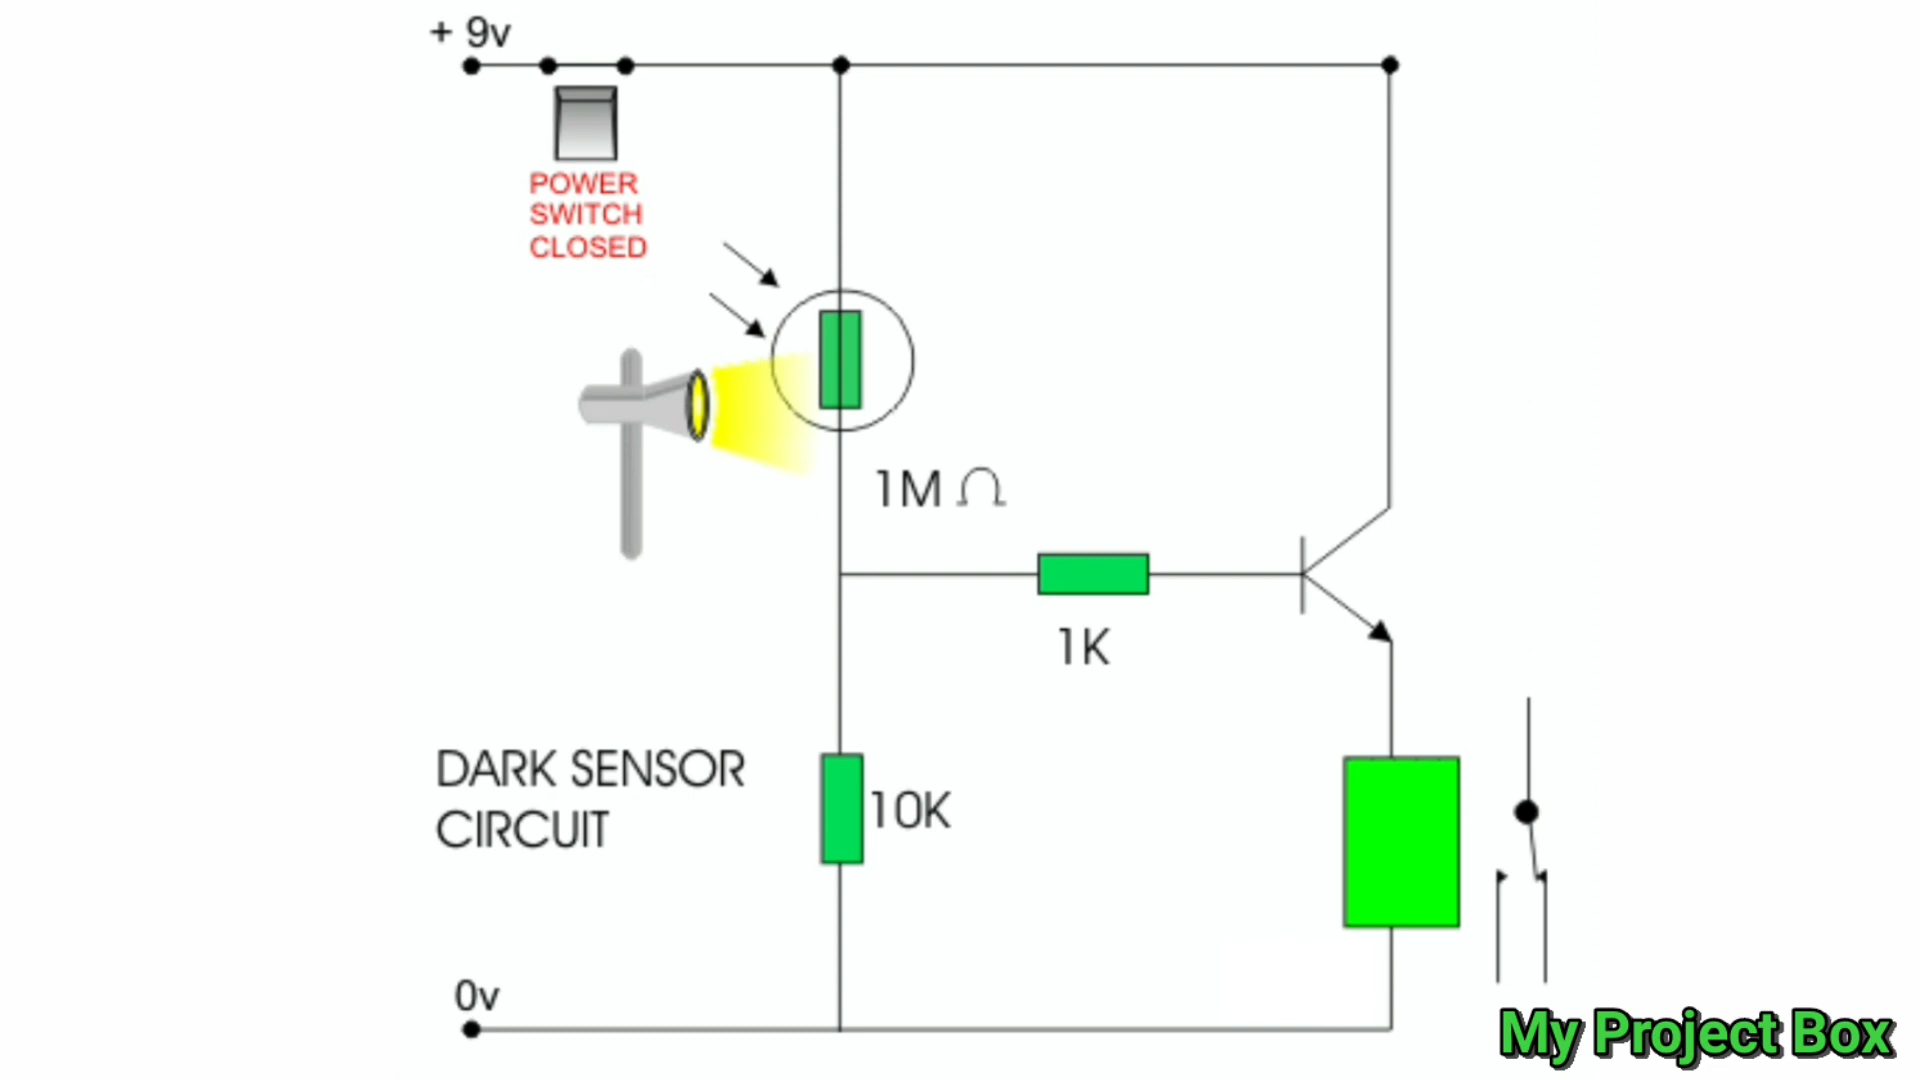 + 9v
POWER
SWITCH
CLOSED
1M Ω
1K
DARK SENSOR
CIRCUIT
10K
0v
My Project Box